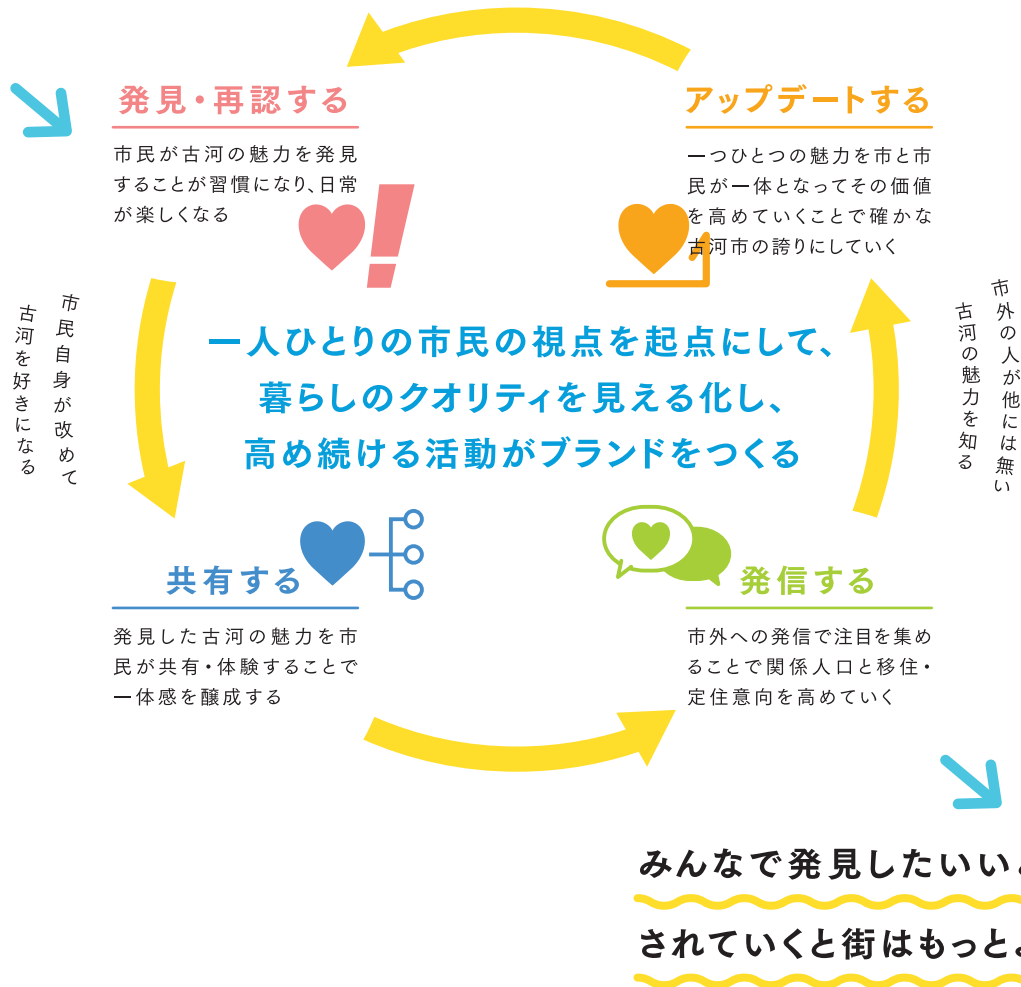 発見・再認する
市民が古河の魅力を発見
することが習慣になり、日常
が楽しくなる
アップデートする
一つひとつの魅力を市と市
民が一体となってその価値
を高めていくことで確かな
古河市の誇りにしていく
市民自身が改めて
古河を好きになる
一人ひとりの市民の視点を起点にして、
暮らしのクオリティを見える化し、
高め続ける活動がブランドをつくる
市外の人が他には無い
古河の魅力を知る
共有する
発見した古河の魅力を市
民が共有・体験することで
一体感を醸成する
発信する
市外への発信で注目を集め
ることで関係人口と移住・
定住意向を高めていく
みんなで発見したいい
されていくと街はもっと